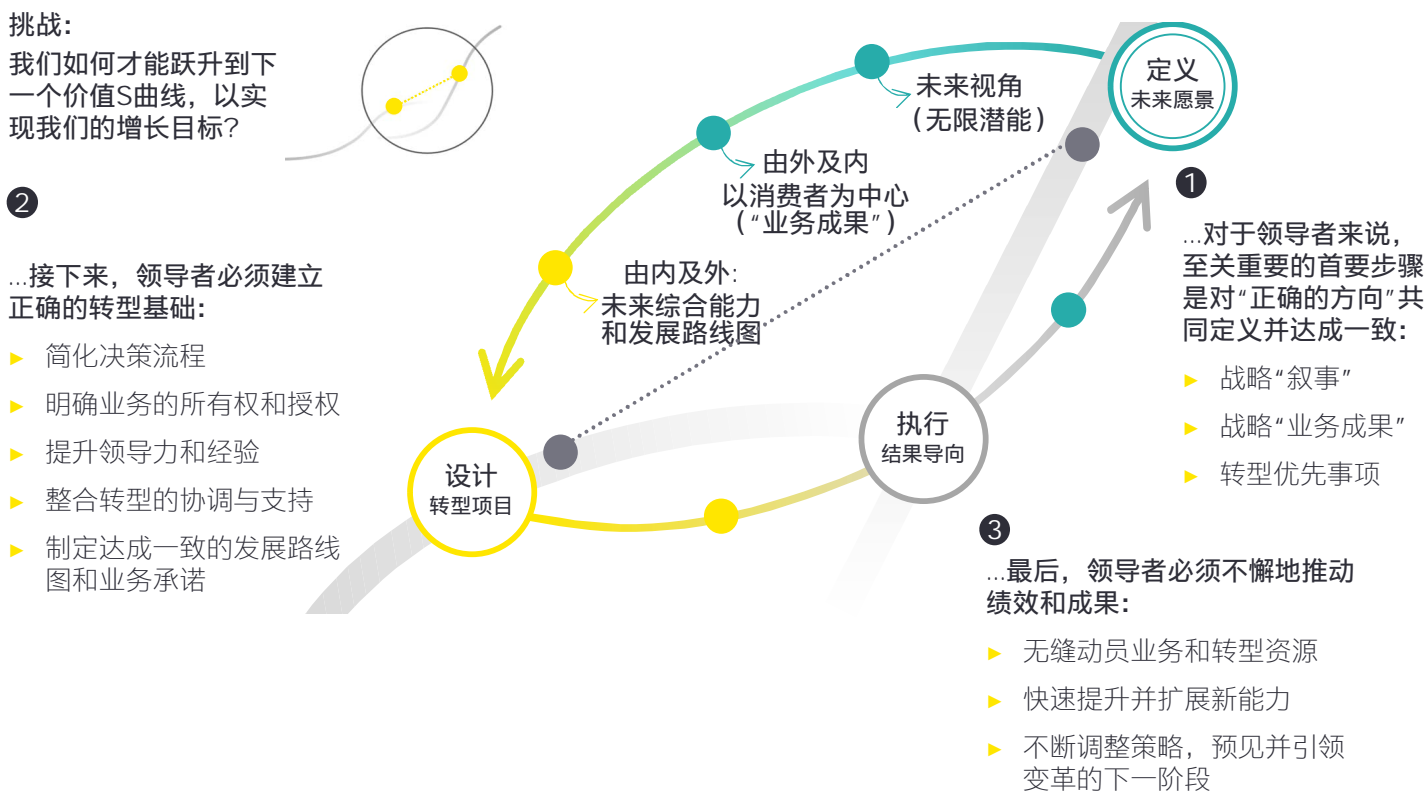 挑战：
我们如何才能跃升到下
一个价值S曲线，以实
现我们的增长目标?
定义
未来愿景
未来视角
（无限潜能）
由外及内
以消费者为中心
（“业务成果”）
由内及外:
未来综合能力
和发展路线图
设计
转型项目
执行
结果导向
1
...对于领导者来说，
至关重要的首要步骤
是对“正确的方向”共
同定义并达成一致：
► 战略“叙事”
► 战略“业务成果”
► 转型优先事项
2
...接下来，领导者必须建立
正确的转型基础：
► 简化决策流程
► 明确业务的所有权和授权
► 提升领导力和经验
► 整合转型的协调与支持
► 制定达成一致的发展路线
图和业务承诺
3
...最后，领导者必须不懈地推动
绩效和成果：
► 无缝动员业务和转型资源
► 快速提升并扩展新能力
► 不断调整策略，预见并引领
变革的下一阶段